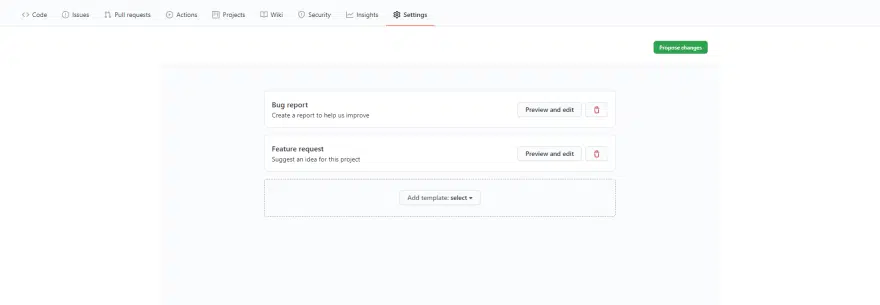 Code Issues Pull requests Actions Projects Wiki Security Insights Settings
Propose changes
Bug report
Create a report to help us improve
Preview and edit
Feature request
Suggest an idea for this project
Preview and edit
Add template: select